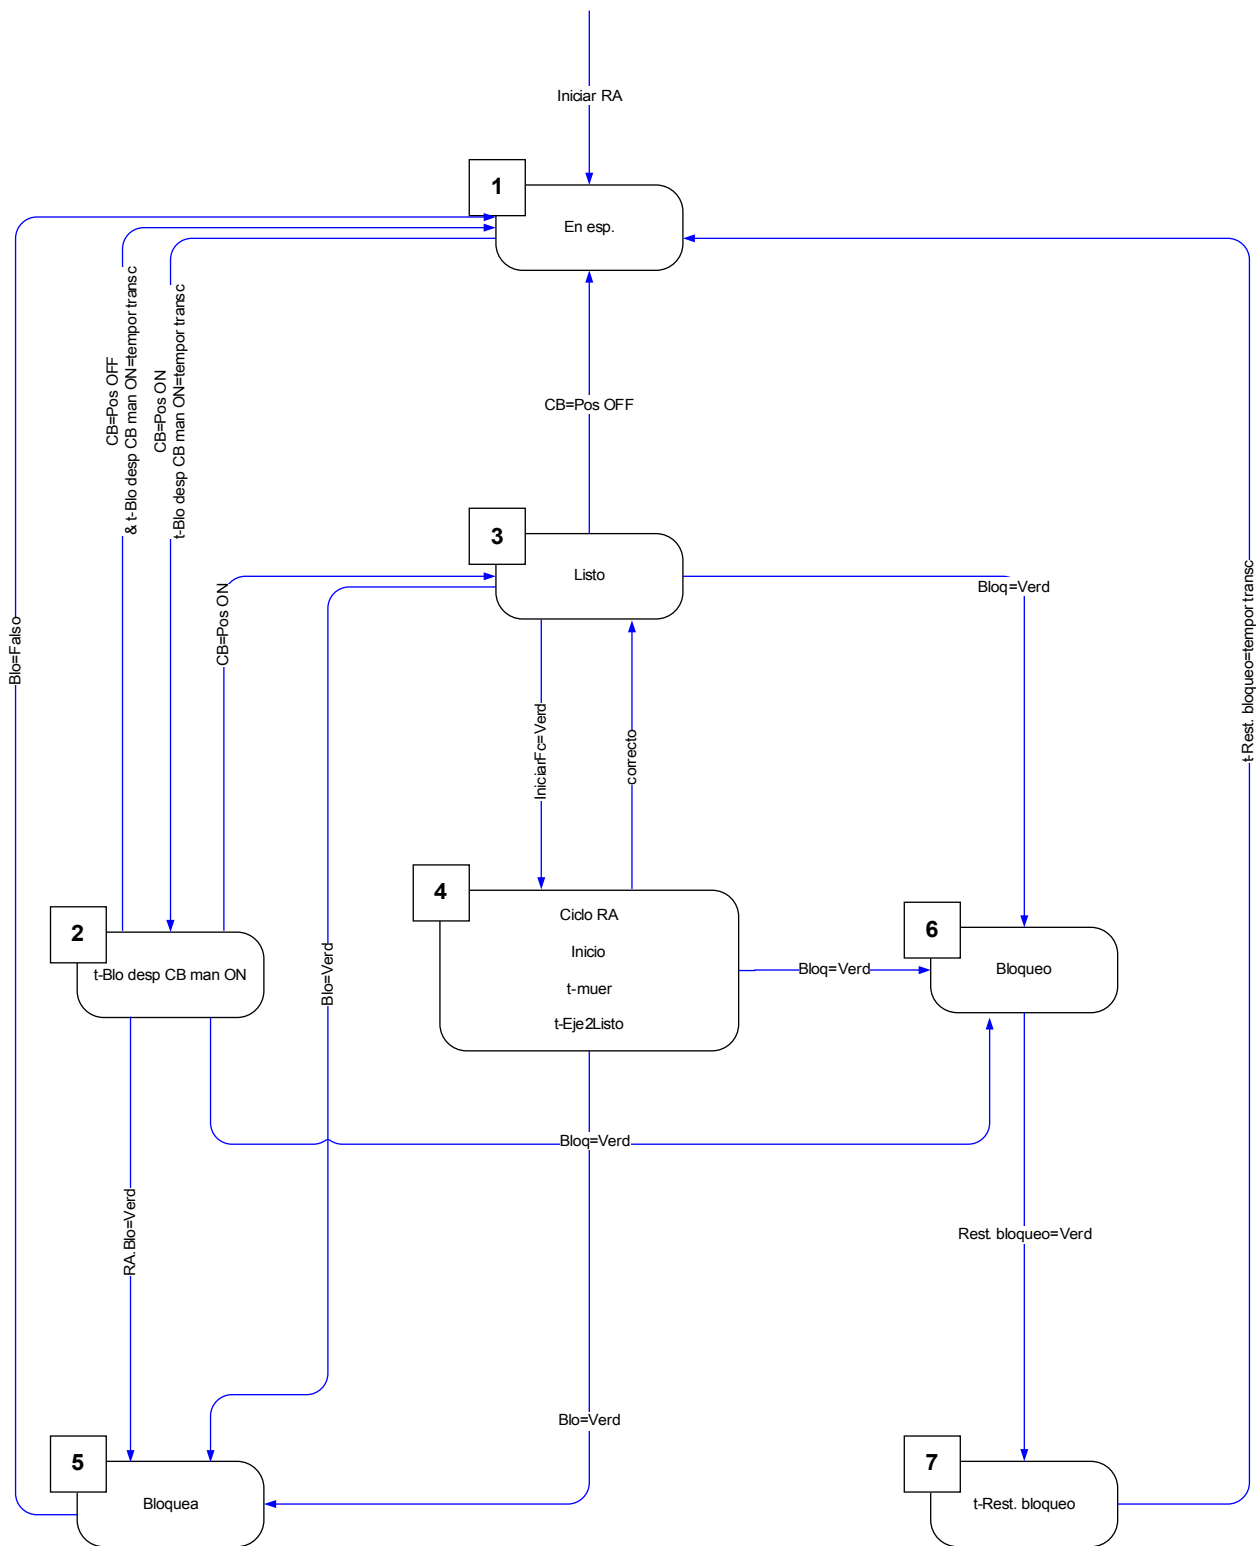 Iniciar RA
1
En esp.
CB=Pos OFF
& t-Blo desp CB man ON=tempor transc
CB=Pos ON
t-Blo desp CB man ON=tempor transc
CB=Pos OFF
t-Rest. bloqueo=tempor transc
3
Listo
Bloq=Verd
CB=Pos ON
Blo=Falso
IniciarFc=Verd
correcto
4
Ciclo RA
Inicio
t-muer
t-Eje2Listo
2
t-Blo desp CB man ON
Blo=Verd
Bloq=Verd
6
Bloqueo
Bloq=Verd
RA.Blo=Verd
Rest. bloqueo=Verd
Blo=Verd
5
Bloquea
7
t-Rest. bloqueo